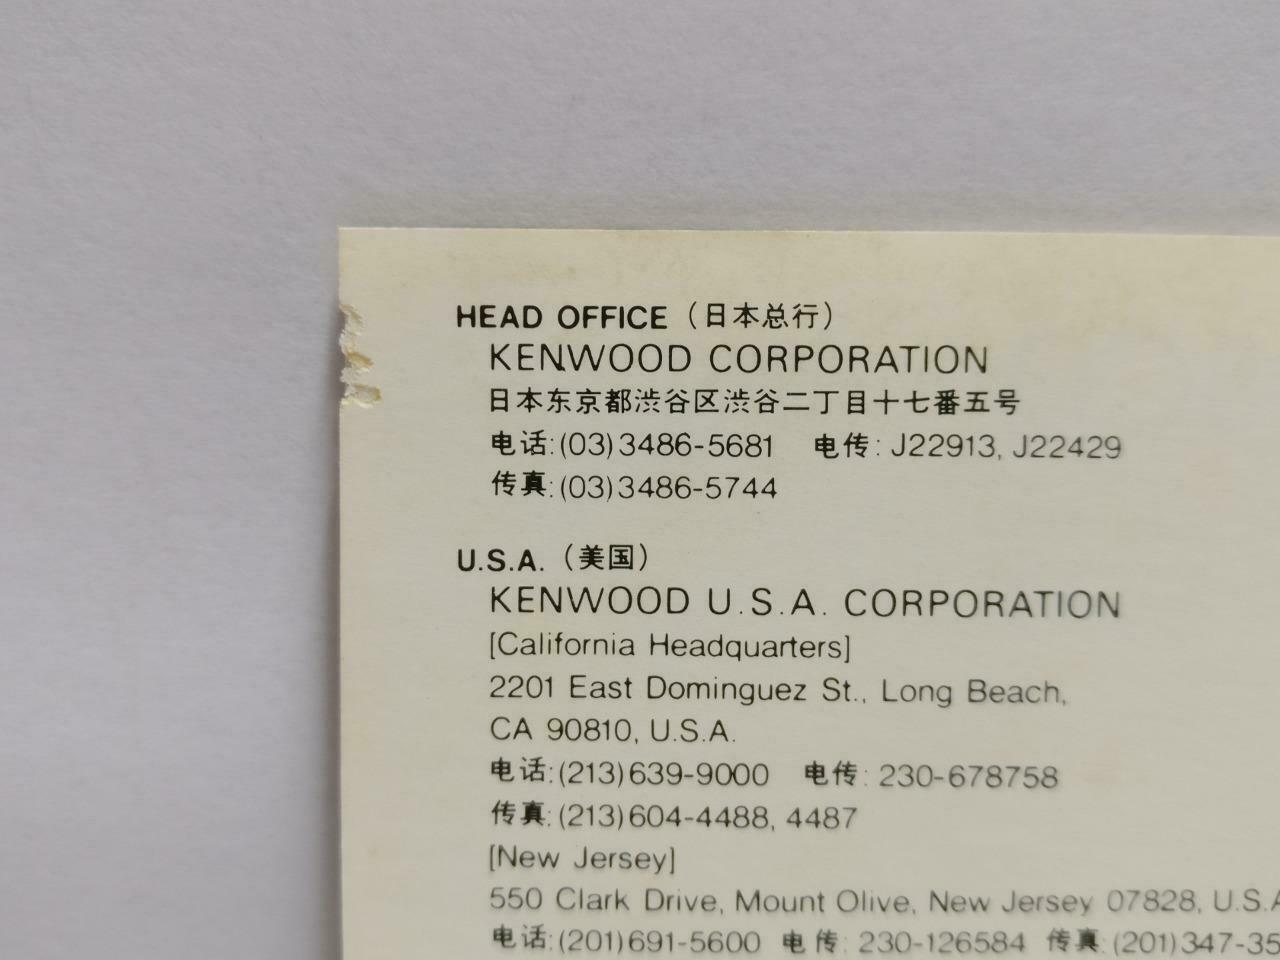 HEAD OFFICE（日本总行）
KENWOOD CORPORATION
日本东京都渋谷区渋谷二丁目十七番五号
电话:(03)3486-5681 电传: J22913, J22429
传真:(03)3486-5744
U.S.A.（美国）
KENWOOD U.S.A. CORPORATION
[California Headquarters]
2201 East Dominguez St., Long Beach,
CA 90810, U.S.A.
电话:(213)639-9000 电传: 230-678758
传真:(213)604-4488, 4487
[New Jersey]
550 Clark Drive, Mount Olive, New Jersey 07828, U.S.A
电话:(201)691-5600 电传: 230-126584 传真:(201)347-35